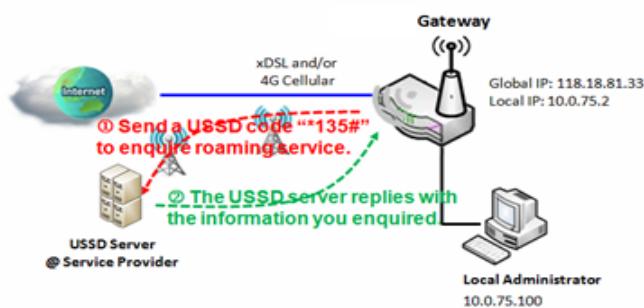 Gateway
xDSL and/or
4G Cellular
Internet
Global IP: 118.18.81.33
Local IP: 10.0.75.2
① Send a USSD code “*135#”
to enquire roaming service.
② The USSD server replies with
the information you enquired.
USSD Server
@ Service Provider
Local Administrator
10.0.75.100